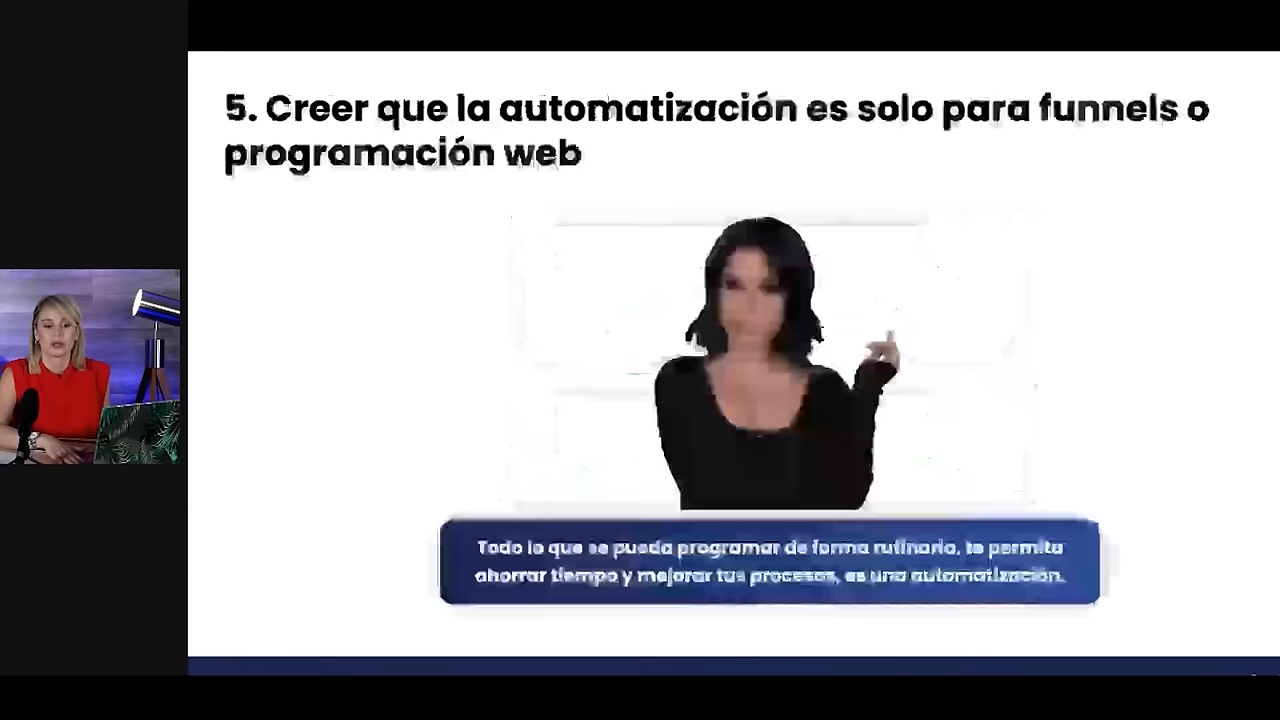 5. Creer que la automatización es solo para funnels o
programación web
Todo lo que se pueda programar de forma rutinaria, te permita
ahorrar tiempo y mejorar tus procesos, es una automatización.